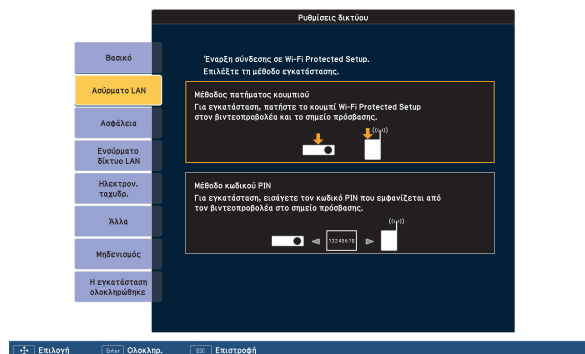 Ρυθμίσεις δικτύου
Βασικό
Ασύρματο LAN
Ασφάλεια
Ενσύρματο
δίκτυο LAN
Ηλεκτρον.
ταχυδρ.
Άλλα
Μηδενισμός
Η εγκατάσταση
ολοκληρώθηκε
Έναρξη σύνδεσης σε Wi-Fi Protected Setup.
Επιλέξτε τη μέθοδο εγκατάστασης.
Μέθοδος πατήματος κουμπιού
Για εγκατάσταση, πατήστε το κουμπί Wi-Fi Protected Setup
στον βιντεοπροβολέα και το σημείο πρόσβασης.
Μέθοδο κωδικού PIN
Για εγκατάσταση, εισάγετε τον κωδικό PIN που εμφανίζεται από
τον βιντεοπροβολέα στο σημείο πρόσβασης.
12345678
Επιλογή
Enter Ολοκληρ.
ESC Επιστροφή